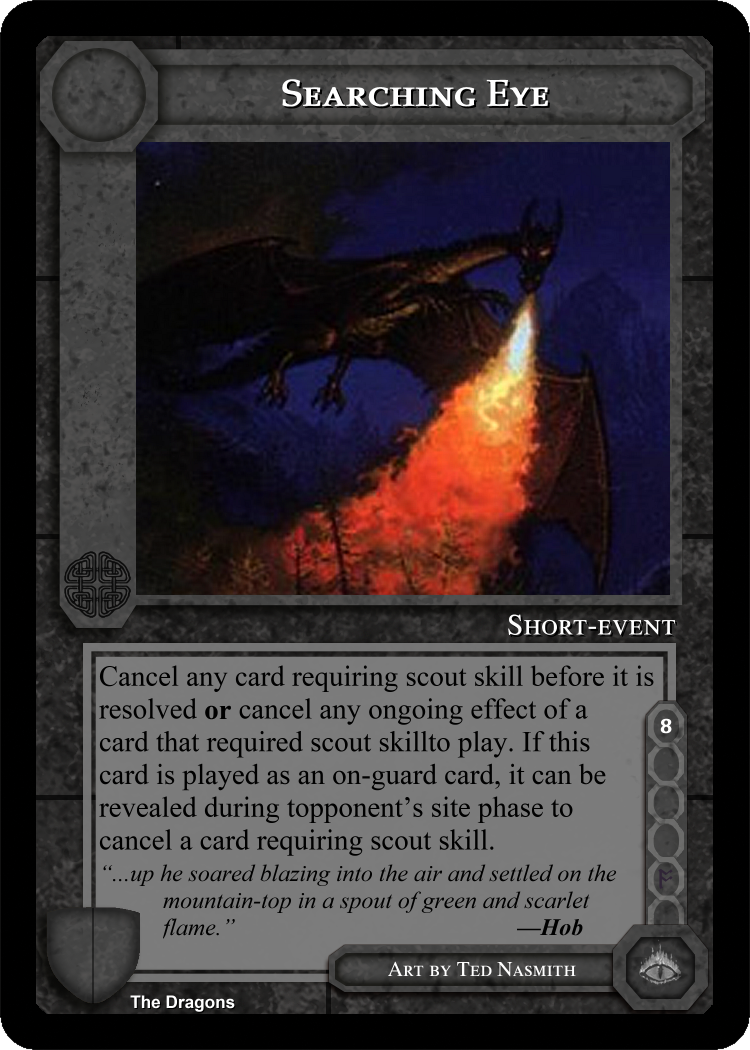 Searching Eye
Short-event
Cancel any card requiring scout skill before it is
resolved or cancel any ongoing effect of a
card that required scout skillto play. If this
card is played as an on-guard card, it can be
revealed during topponent's site phase to
cancel a card requiring scout skill.
8
“...up he soared blazing into the air and settled on the
mountain-top in a spout of green and scarlet
flame.” —Hob
Art by Ted Nasmith
The Dragons